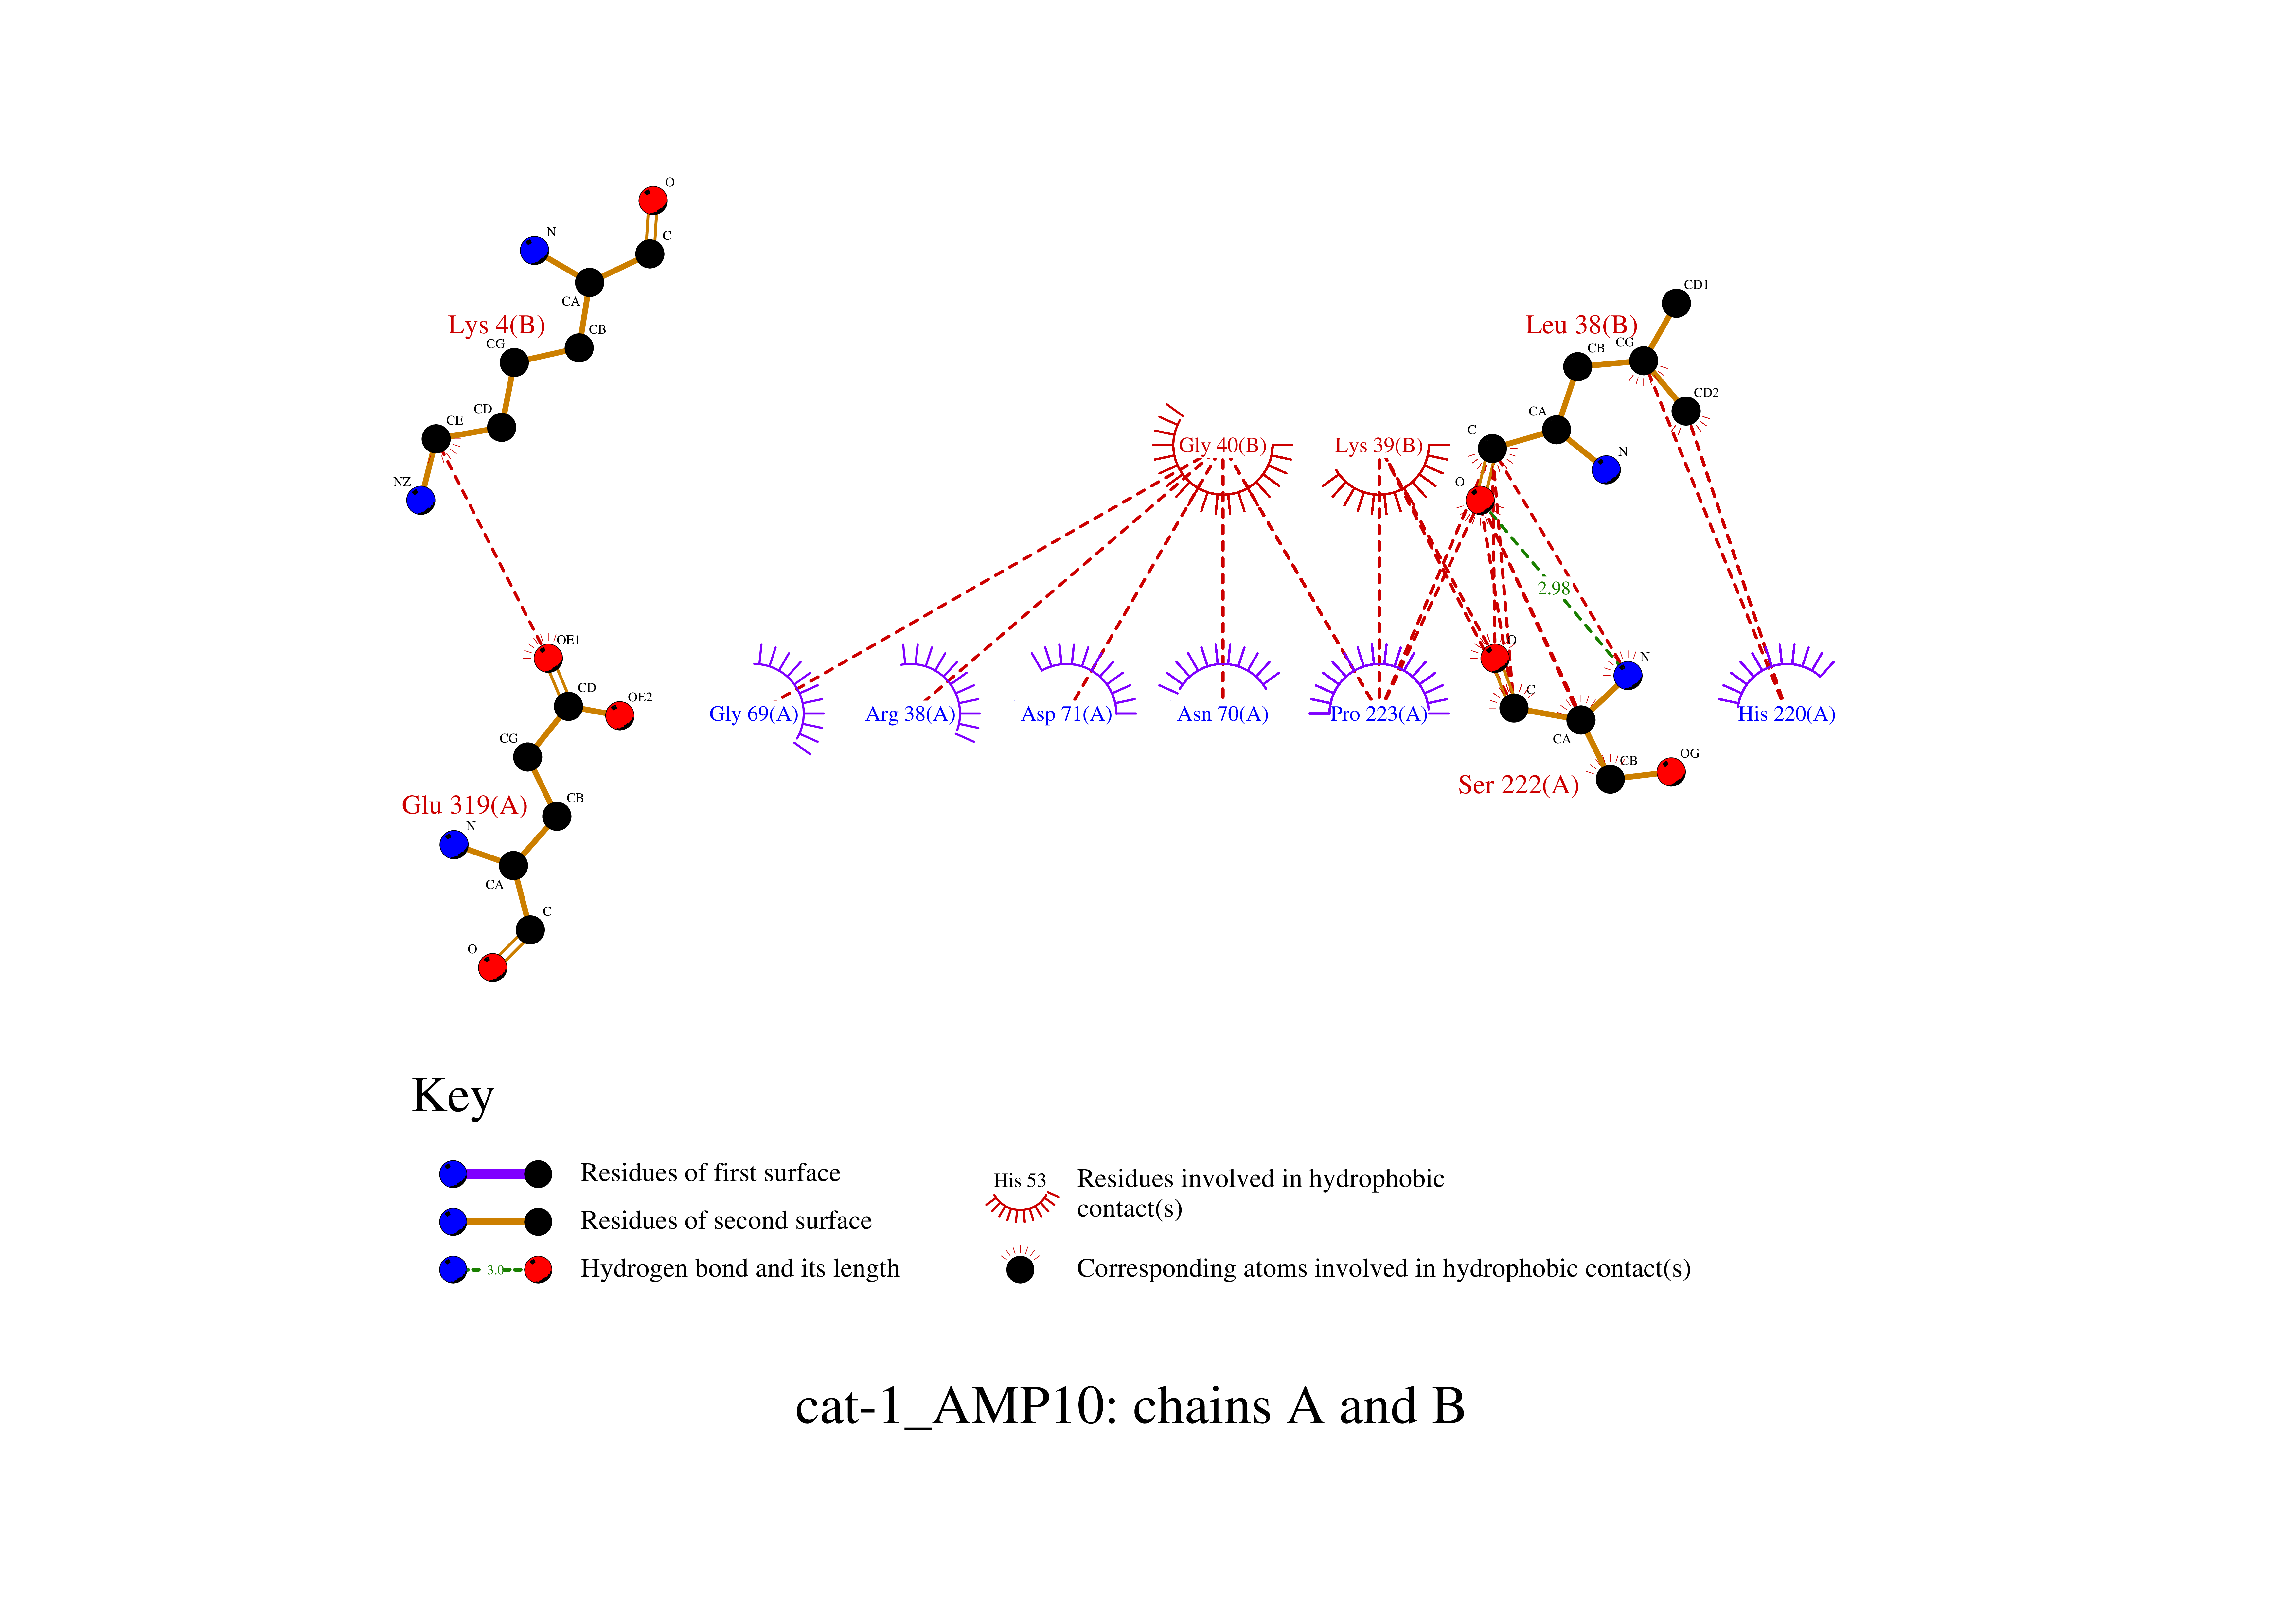 O
N
C
CA
Lys 4(B)
CB
CG
CD
CE
NZ
CD1
Leu 38(B)
CB
CG
CD2
CA
C
N
O
Gly 40(B)
Lys 39(B)
2.98
OE1
CD
OE2
CG
Glu 319(A)
CB
N
CA
C
O
Gly 69(A)
Arg 38(A)
Asp 71(A)
Asn 70(A)
Pro 223(A)
His 220(A)
O
N
C
CA
CB
OG
Ser 222(A)
Key
Residues of first surface
Residues of second surface
3.0
Hydrogen bond and its length
His 53
Residues involved in hydrophobic
contact(s)
Corresponding atoms involved in hydrophobic contact(s)
cat-1_AMP10: chains A and B